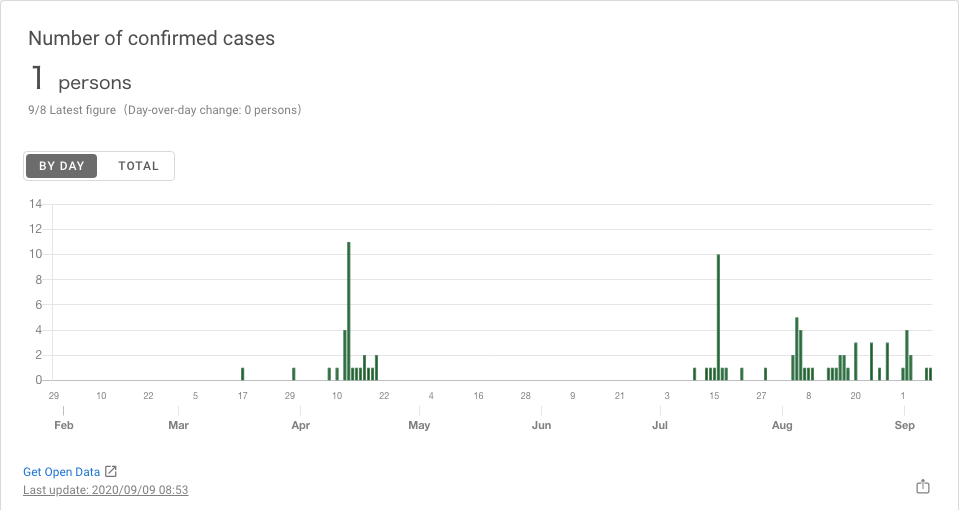 Number of confirmed cases
1 persons
9/8 Latest figure（Day-over-day change: 0 persons）
BY DAY TOTAL
14
12
10
8
6
4
2
0
29 10 22 5 17 29 10 22 4 16 28 9 21 3 15 27 8 20 1
Feb Mar Apr May Jun Jul Aug Sep
Get Open Data
Last update: 2020/09/09 08:53